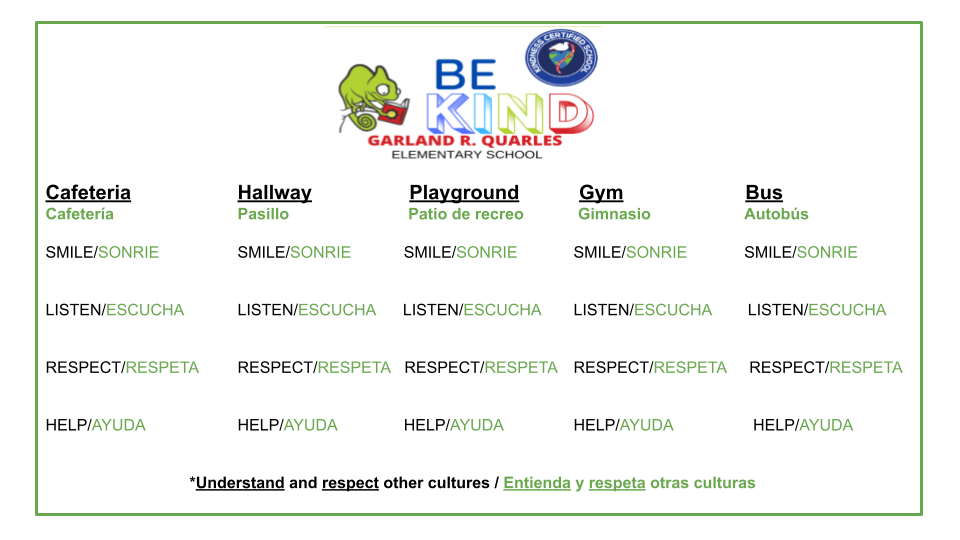 KINDNESS CERTIFIED SCHOOL
BE
KIND
GARLAND R. QUARLES
ELEMENTARY SCHOOL
Cafeteria Hallway Playground Gym Bus
Cafetería Pasillo Patio de recreo Gimnasio Autobús
SMILE/SONRIE SMILE/SONRIE SMILE/SONRIE SMILE/SONRIE SMILE/SONRIE
LISTEN/ESCUCHA LISTEN/ESCUCHA LISTEN/ESCUCHA LISTEN/ESCUCHA LISTEN/ESCUCHA
RESPECT/RESPETA RESPECT/RESPETA RESPECT/RESPETA RESPECT/RESPETA RESPECT/RESPETA
HELP/AYUDA HELP/AYUDA HELP/AYUDA HELP/AYUDA HELP/AYUDA
*Understand and respect other cultures / Entienda y respeta otras culturas